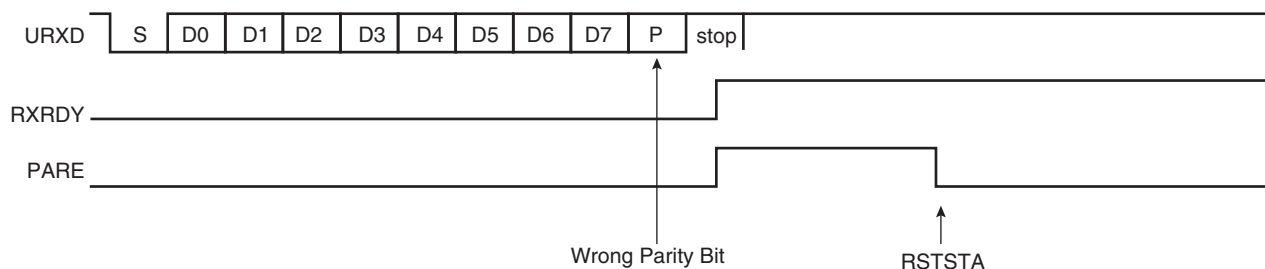 URXD S D0 D1 D2 D3 D4 D5 D6 D7 P stop
RXRDY
PARE
Wrong Parity Bit RSTSTA